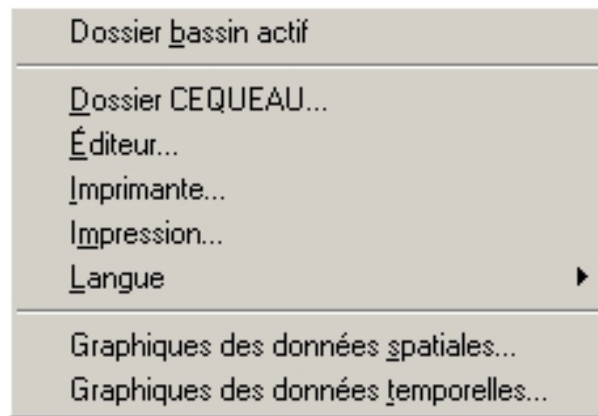 Dossier bassin actif
Dossier CEQUEAU...
Éditeur...
Imprimante...
Impression...
Langue
Graphiques des données spatiales...
Graphiques des données temporelles...